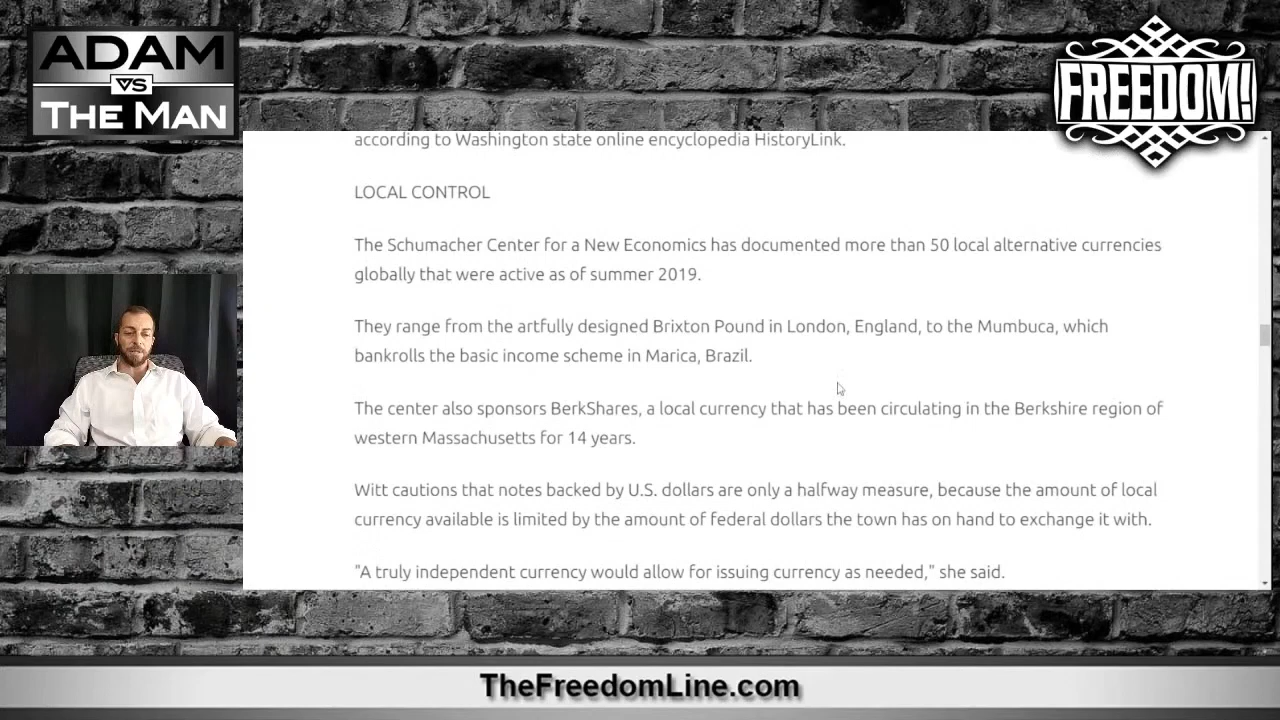 ADAM
VS
THE MAN
FREEDOM!
according to Washington state online encyclopedia HistoryLink.
LOCAL CONTROL
The Schumacher Center for a New Economics has documented more than 50 local alternative currencies
globally that were active as of summer 2019.
They range from the artfully designed Brixton Pound in London, England, to the Mumbuca, which
bankrolls the basic income scheme in Marica, Brazil.
The center also sponsors BerkShares, a local currency that has been circulating in the Berkshire region of
western Massachusetts for 14 years.
Witt cautions that notes backed by U.S. dollars are only a halfway measure, because the amount of local
currency available is limited by the amount of federal dollars the town has on hand to exchange it with.
"A truly independent currency would allow for issuing currency as needed," she said.
TheFreedomLine.com